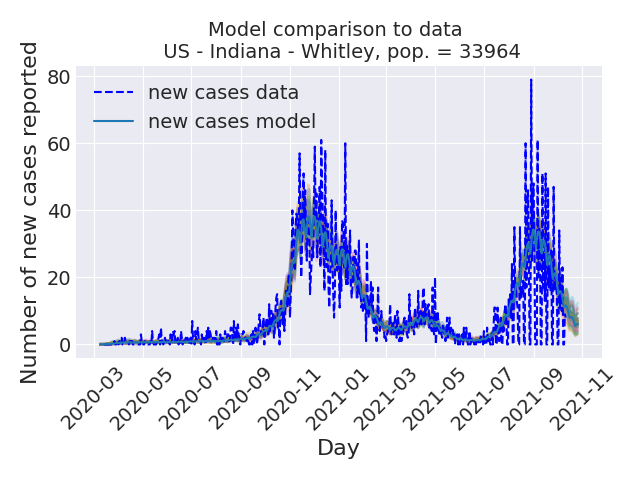 Model comparison to data
US - Indiana - Whitley, pop. = 33964
Number of new cases reported
80
60
40
20
0
new cases data
new cases model
2020-03
2020-05
2020-07
2020-09
2020-11
2021-01
2021-03
2021-05
2021-07
2021-09
2021-11
Day